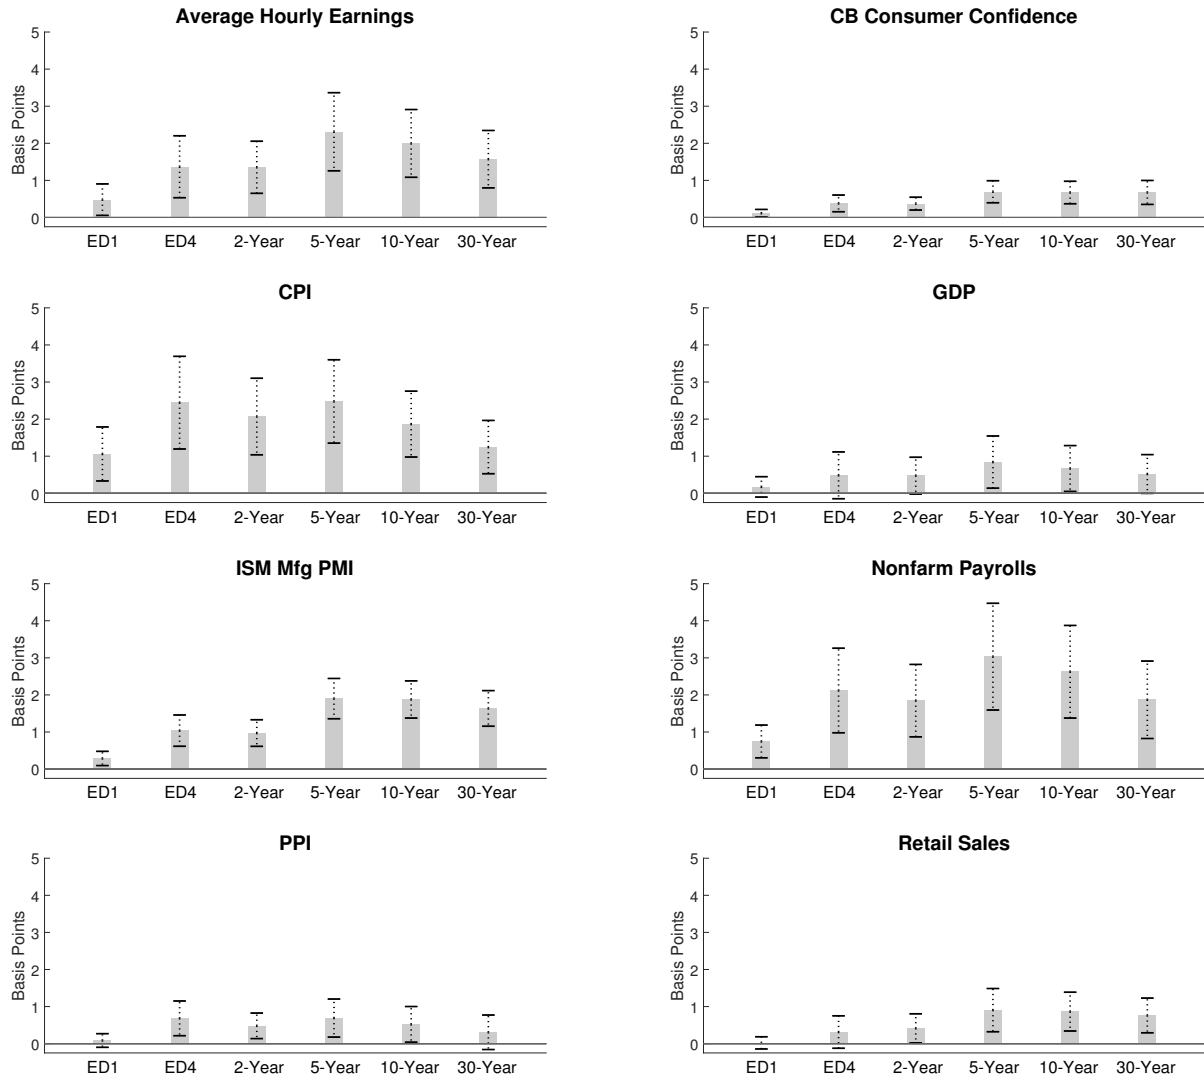 Average Hourly Earnings
5
4
3
2
1
0
Basis Points
ED1 ED4 2-Year 5-Year 10-Year 30-Year
CB Consumer Confidence
5
4
3
2
1
0
Basis Points
ED1 ED4 2-Year 5-Year 10-Year 30-Year
CPI
5
4
3
2
1
0
Basis Points
ED1 ED4 2-Year 5-Year 10-Year 30-Year
GDP
5
4
3
2
1
0
Basis Points
ED1 ED4 2-Year 5-Year 10-Year 30-Year
ISM Mfg PMI
5
4
3
2
1
0
Basis Points
ED1 ED4 2-Year 5-Year 10-Year 30-Year
Nonfarm Payrolls
5
4
3
2
1
0
Basis Points
ED1 ED4 2-Year 5-Year 10-Year 30-Year
PPI
5
4
3
2
1
0
Basis Points
ED1 ED4 2-Year 5-Year 10-Year 30-Year
Retail Sales
5
4
3
2
1
0
Basis Points
ED1 ED4 2-Year 5-Year 10-Year 30-Year